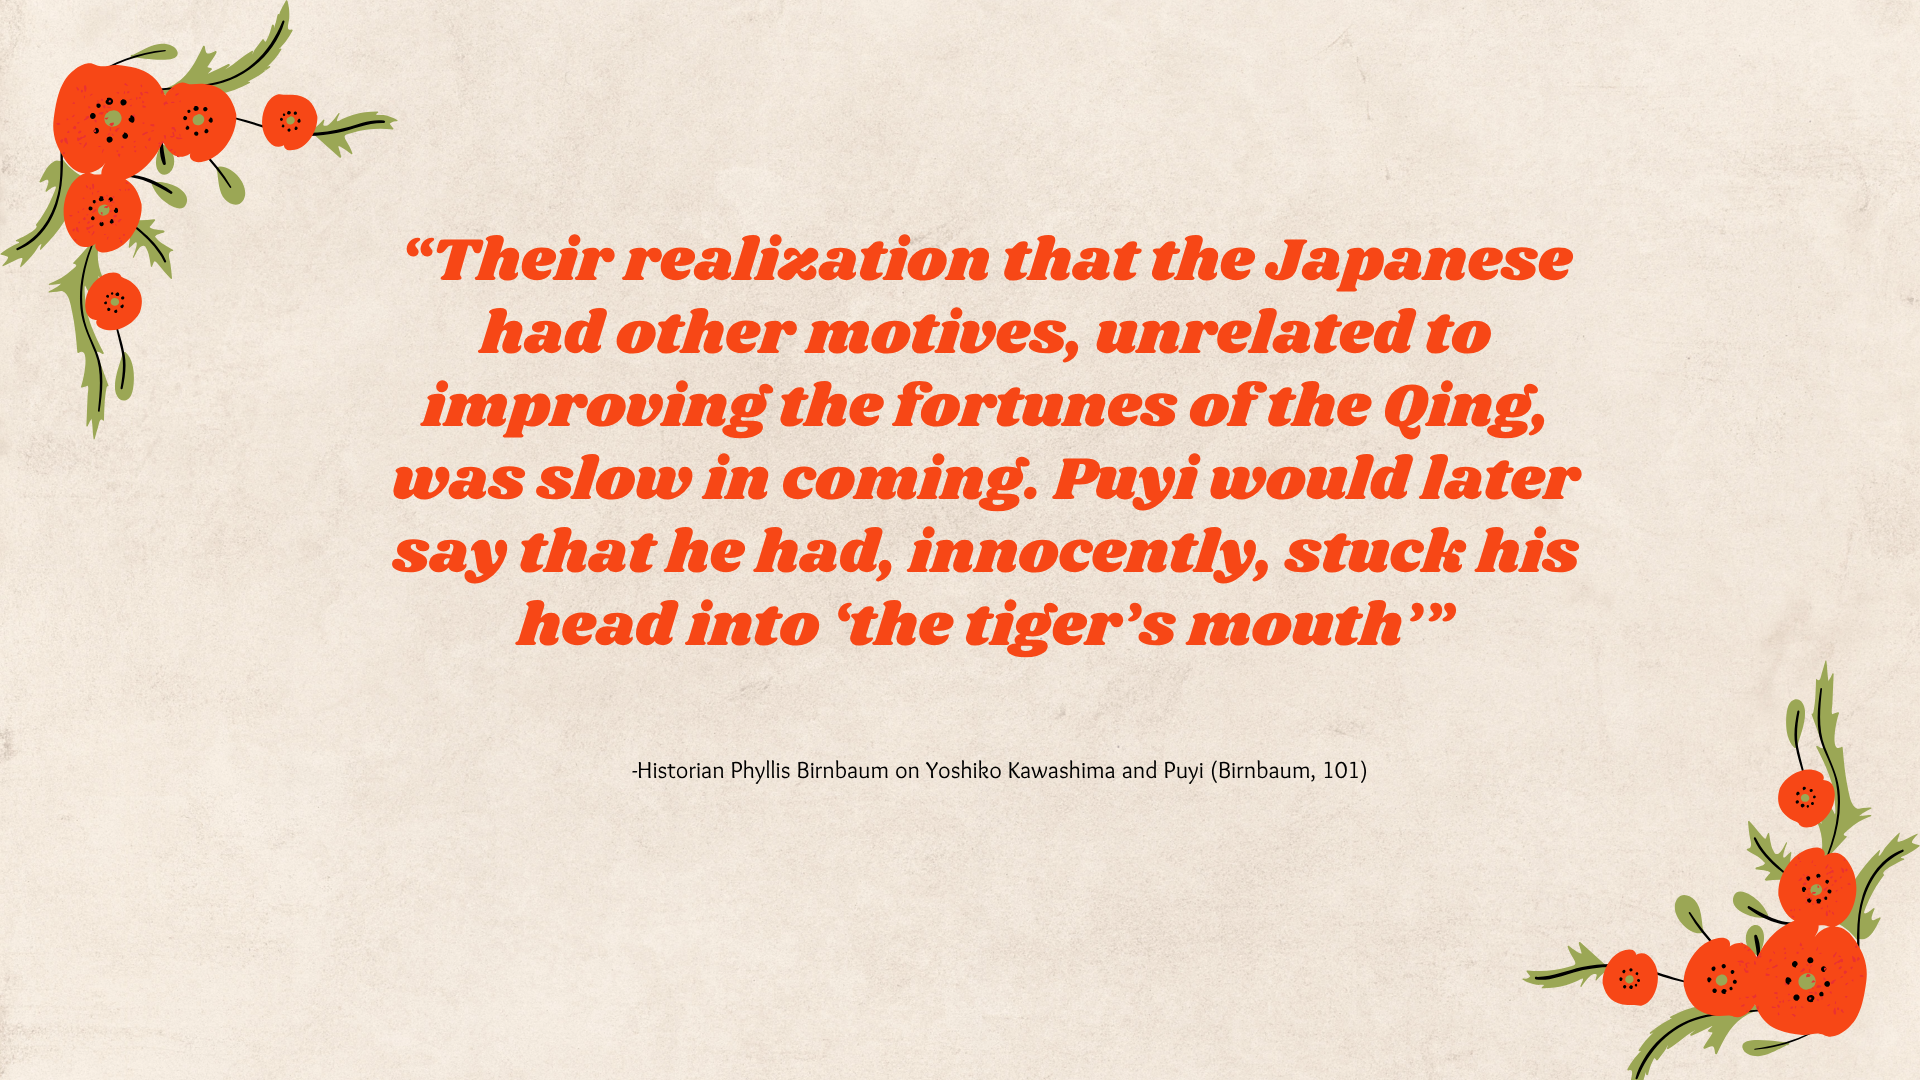 “Their realization that the Japanese
had other motives, unrelated to
improving the fortunes of the Qing,
was slow in coming. Puyi would later
say that he had, innocently, stuck his
head into ‘the tiger’s mouth’”
-Historian Phyllis Birnbaum on Yoshiko Kawashima and Puyi (Birnbaum, 101)